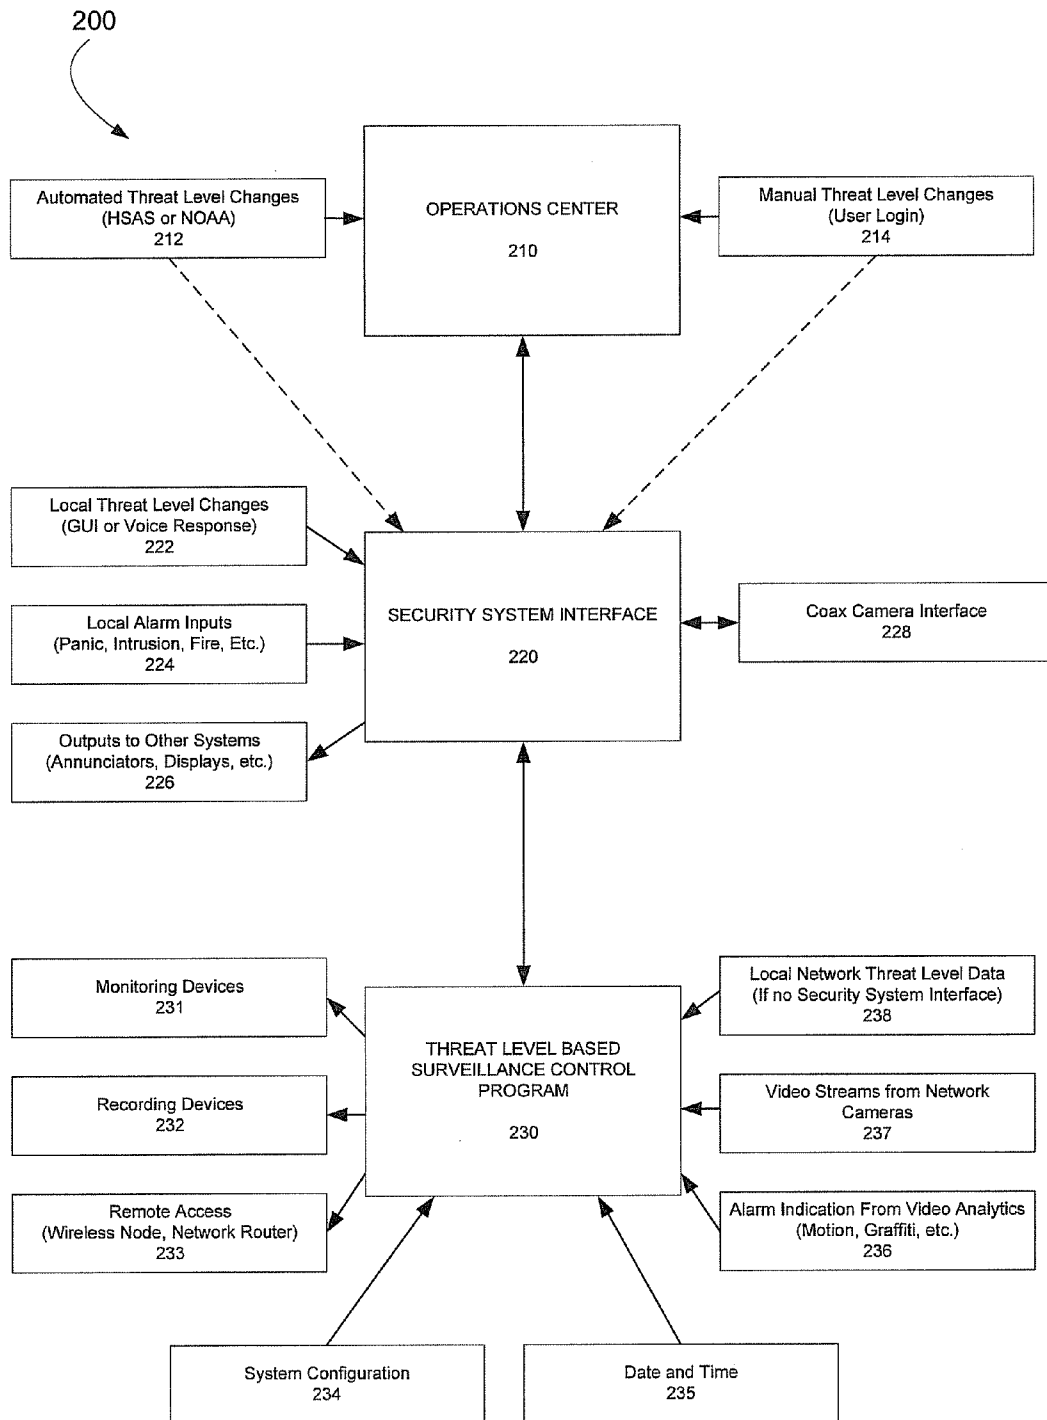 200
Automated Threat Level Changes
(HSAS or NOAA)
212
OPERATIONS CENTER
210
Manual Threat Level Changes
(User Login)
214
Local Threat Level Changes
(GUI or Voice Response)
222
Local Alarm Inputs
(Panic, Intrusion, Fire, Etc.)
224
Outputs to Other Systems
(Annunciators, Displays, etc.)
226
SECURITY SYSTEM INTERFACE
220
Coax Camera Interface
228
Monitoring Devices
231
Recording Devices
232
Remote Access
(Wireless Node, Network Router)
233
THREAT LEVEL BASED
SURVEILLANCE CONTROL
PROGRAM
230
Local Network Threat Level Data
(If no Security System Interface)
238
Video Streams from Network
Cameras
237
Alarm Indication From Video Analytics
(Motion, Graffiti, etc.)
236
System Configuration
234
Date and Time
235